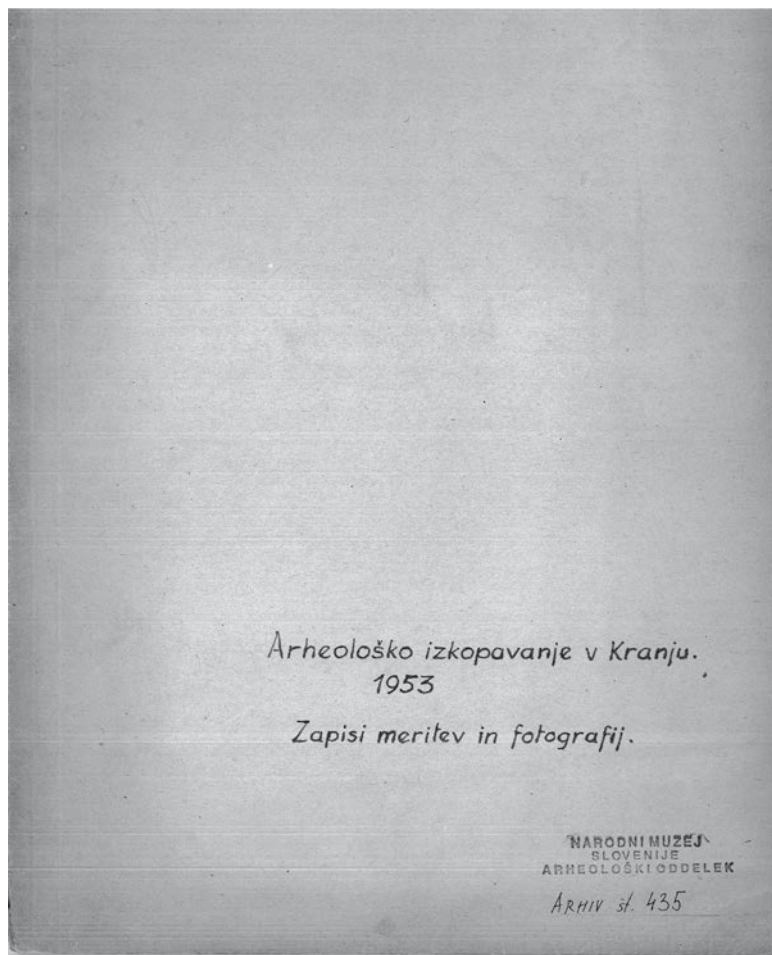 Arheološko izkopavanje v Kranju.
1953
Zapisi meritev in fotografij.
NARODNI MUZEJ
SLOVENIJE
ARHEOLOŠKI ODDELEK
ARHIV št. 435